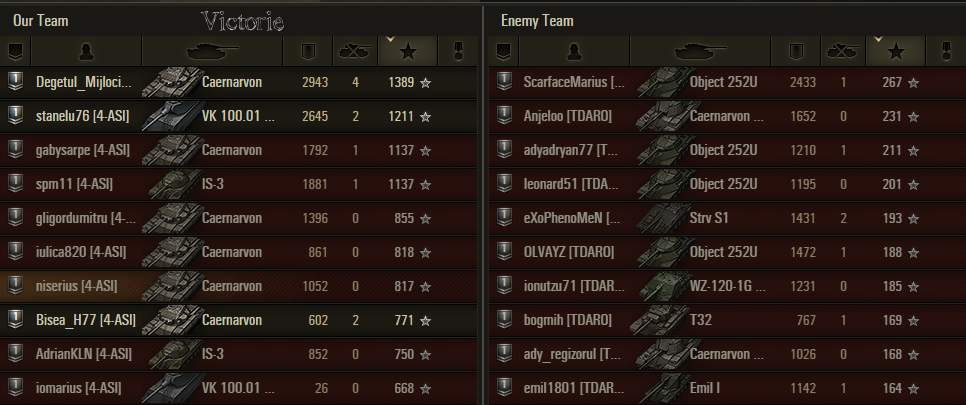 Our Team Victorie
Degetul_Mijloci... Caernarvon 2943 4 1389
stanelu76 [4-ASI] VK 100.01 ... 2645 2 1211
gabysarpe [4-ASI] Caernarvon 1792 1 1137
spm11 [4-ASI] IS-3 1881 1 1137
gligordumitru [4-... Caernarvon 1396 0 855
iulica820 [4-ASI] Caernarvon 861 0 818
niserius [4-ASI] Caernarvon 1052 0 817
Bisea_H77 [4-ASI] Caernarvon 602 2 771
AdrianKLN [4-ASI] IS-3 852 0 750
iomarius [4-ASI] VK 100.01 ... 26 0 668
Enemy Team
ScarfaceMarius [... Object 252U 2433 1 267
Anjeloo [TDARO] Caernarvon ... 1652 0 231
adyadryan77 [T... Object 252U 1210 1 211
leonard51 [TDA... Object 252U 1195 0 201
eXoPhenoMeN [... Strv S1 1431 2 193
OLVAYZ [TDARO] Object 252U 1472 1 188
ionutzu71 [TDAR... WZ-120-1G ... 1231 0 185
bogmih [TDARO] T32 767 1 169
ady_regizorul [T... Caernarvon ... 1026 0 168
emil1801 [TDAR... Emil I 1142 1 164